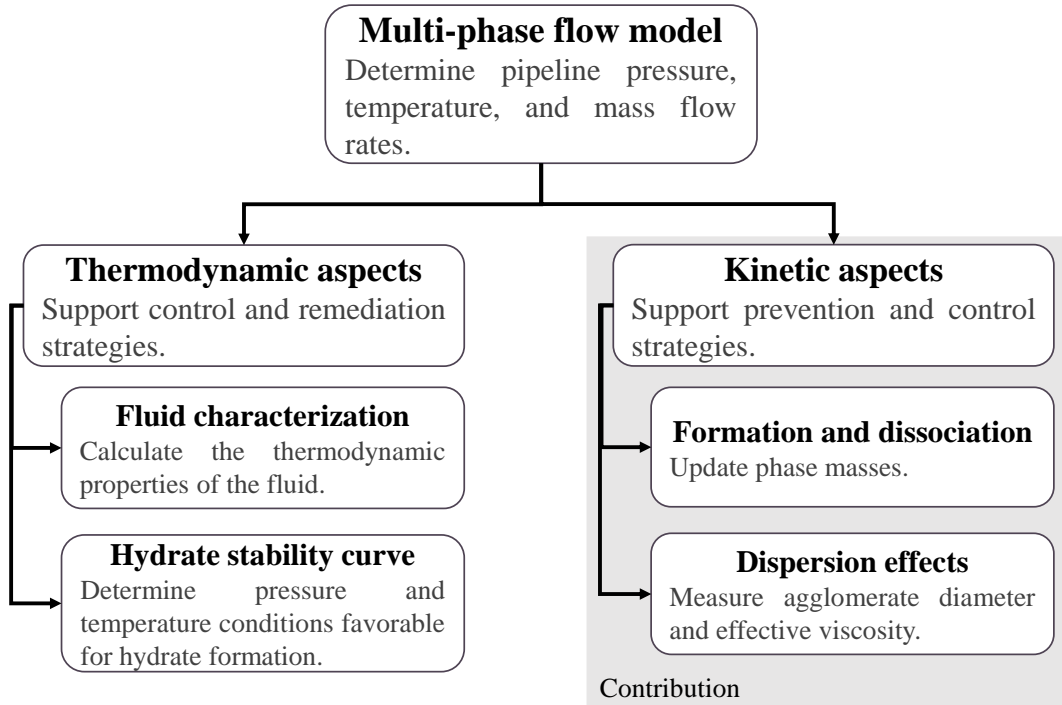 Multi-phase flow model
Determine pipeline pressure,
temperature, and mass flow
rates.
Thermodynamic aspects
Support control and remediation
strategies.
Fluid characterization
Calculate the thermodynamic
properties of the fluid.
Hydrate stability curve
Determine pressure and
temperature conditions favorable
for hydrate formation.
Kinetic aspects
Support prevention and control
strategies.
Formation and dissociation
Update phase masses.
Dispersion effects
Measure agglomerate diameter
and effective viscosity.
Contribution